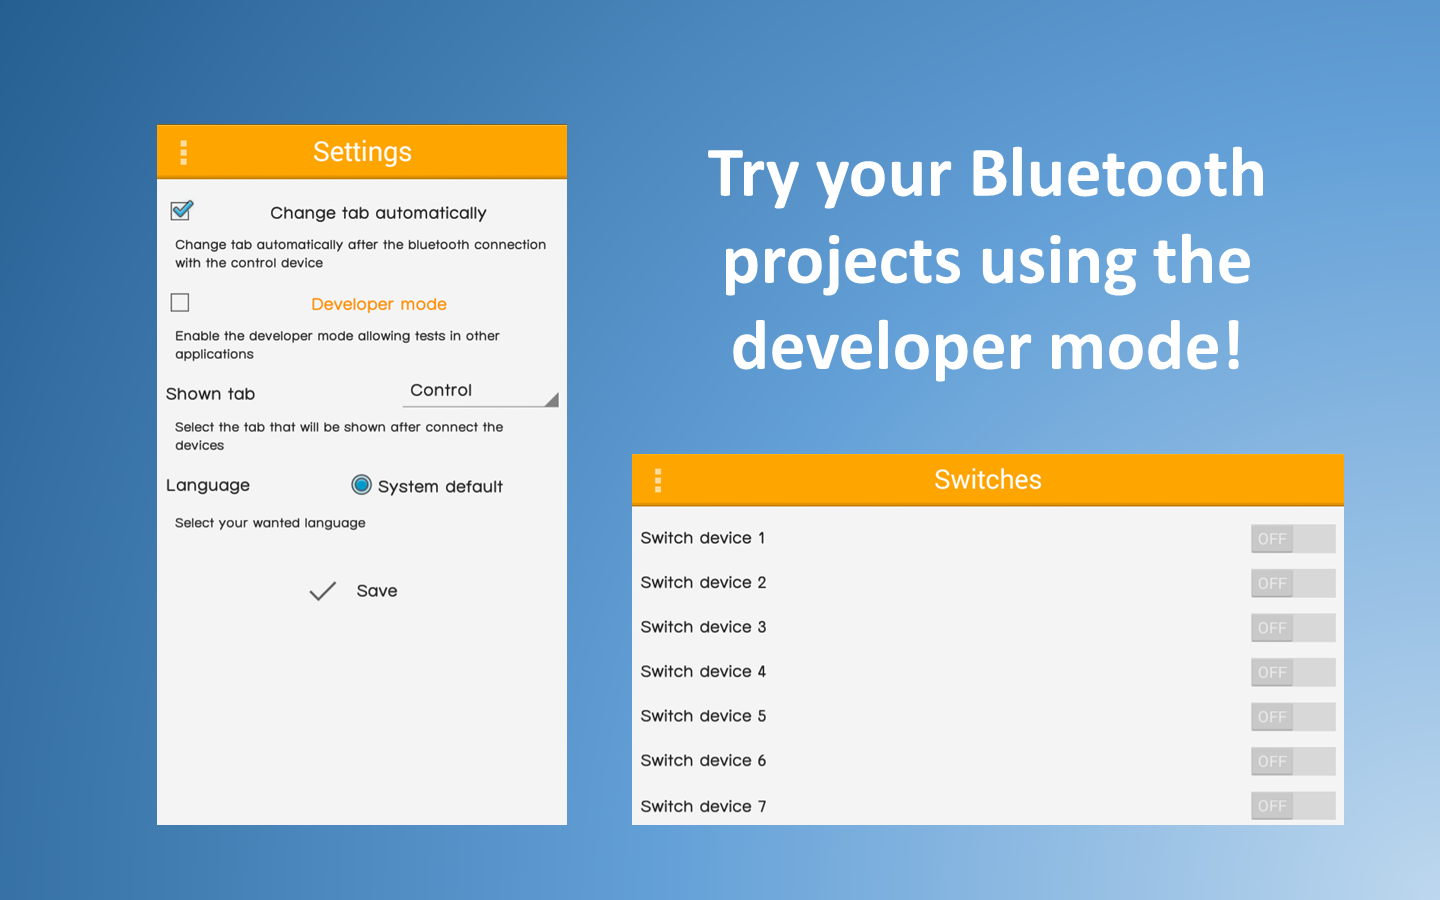 Settings
Change tab automatically
Change tab automatically after the bluetooth connection
with the control device
Developer mode
Enable the developer mode allowing tests in other
applications
Shown tab
Control
Select the tab that will be shown after connect the
devices
Language
System default
Select your wanted language
Save
Try your Bluetooth
projects using the
developer mode!
Switches
Switch device 1
OFF
Switch device 2
OFF
Switch device 3
OFF
Switch device 4
OFF
Switch device 5
OFF
Switch device 6
OFF
Switch device 7
OFF